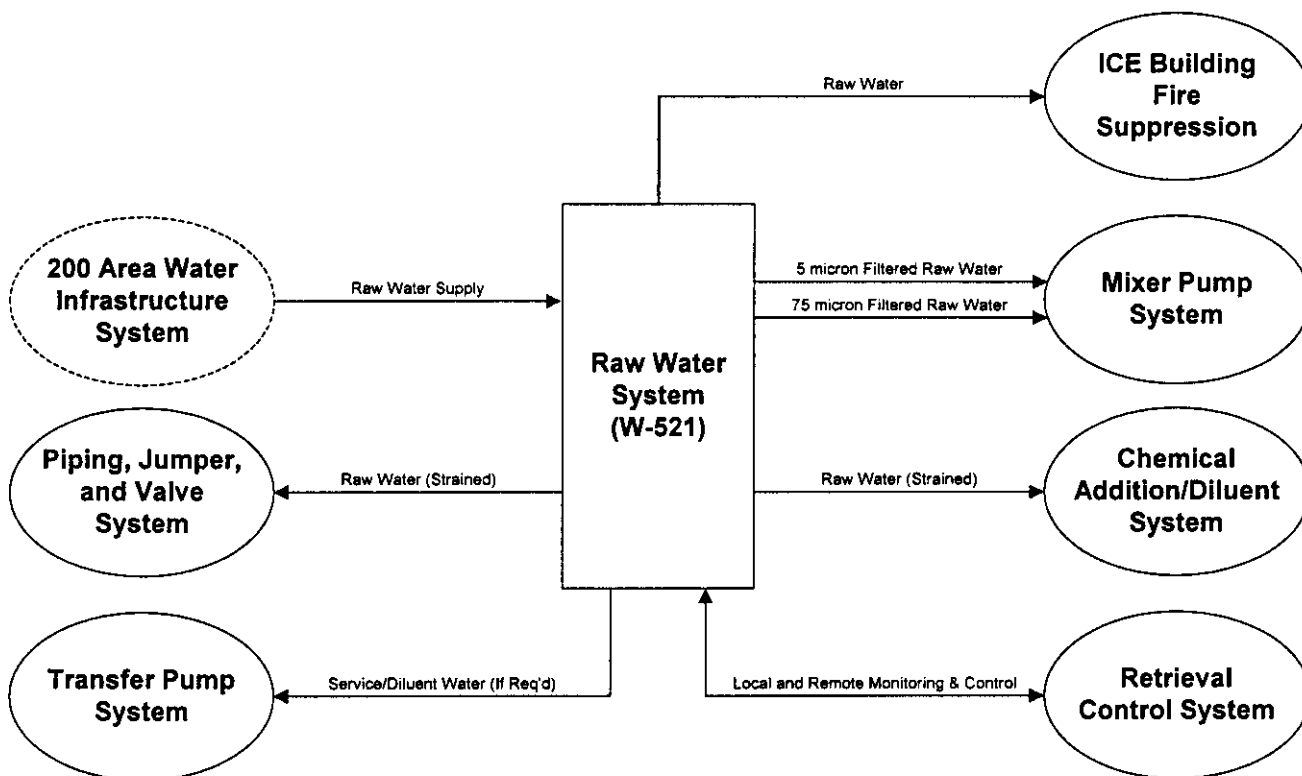 ICE Building
Fire
Suppression
Raw Water
200 Area Water
Infrastructure
System
Raw Water Supply
5 micron Filtered Raw Water
75 micron Filtered Raw Water
Mixer Pump
System
Raw Water
System
(W-521)
Piping, Jumper,
and Valve
System
Raw Water (Strained)
Raw Water (Strained)
Chemical
Addition/Diluent
System
Transfer Pump
System
Service/Diluent Water (If Req'd)
Local and Remote Monitoring & Control
Retrieval
Control System